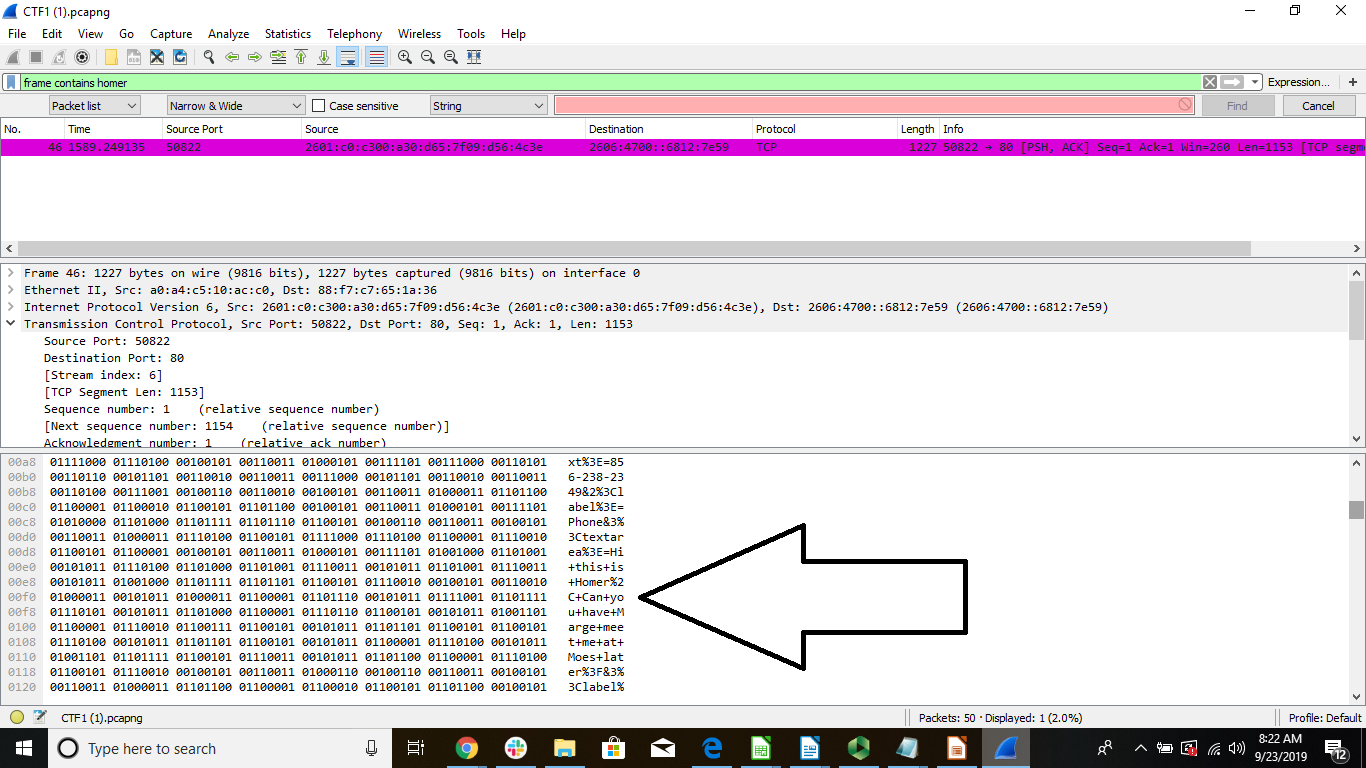 CTF1 (1).pcapng
File Edit View Go Capture Analyze Statistics Telephony Wireless Tools Help
frame contains homer
Expression... +
Packet list Narrow & Wide Case sensitive String Find Cancel
No. Time Source Port Source Destination Protocol Length Info
46 1589.249135 50822 2601:c0:c300:a30:d65:7f09:d56:4c3e 2606:4700::6812:7e59 TCP 1227 50822 → 80 [PSH, ACK] Seq=1 Ack=1 Win=260 Len=1153 [TCP segm
Frame 46: 1227 bytes on wire (9816 bits), 1227 bytes captured (9816 bits) on interface 0
Ethernet II, Src: a0:a4:c5:10:ac:c0, Dst: 88:f7:c7:65:1a:36
Internet Protocol Version 6, Src: 2601:c0:c300:a30:d65:7f09:d56:4c3e (2601:c0:c300:a30:d65:7f09:d56:4c3e), Dst: 2606:4700::6812:7e59 (2606:4700::6812:7e59)
Transmission Control Protocol, Src Port: 50822, Dst Port: 80, Seq: 1, Ack: 1, Len: 1153
Source Port: 50822
Destination Port: 80
[Stream index: 6]
[TCP Segment Len: 1153]
Sequence number: 1 (relative sequence number)
[Next sequence number: 1154 (relative sequence number)]
Acknowledgment number: 1 (relative ack number)
00a8 01111000 01110100 00100101 00110011 01000101 00111101 00111000 00110101 xt%3E=85
00b0 00110110 00101101 00110010 00110011 00111000 00101101 00110010 00110011 6-238-23
00b8 00110100 00111001 00100110 00110010 00100101 00110011 01000011 01101100 49&2%3Cl
00c0 01100001 01100010 01100101 01101100 00100101 00110011 01000101 00111101 abel%3E=
00c8 01010000 01101000 01101111 01101110 01100101 00100110 00110011 00100101 Phone&3%
00d0 00110011 01000011 01110100 01100101 01111000 01110100 01100001 01110010 3Ctextar
00d8 01100101 01100001 00100101 00110011 01000101 00111101 01001000 01101001 ea%3E=Hi
00e0 00101011 01110100 01101000 01101001 01110011 00101011 01101001 01110011 +this+is
00e8 00101011 01001000 01101111 01101101 01100101 01110010 00100101 00110010 +Homer%2
00f0 01000011 00101011 01000011 01100001 01101110 00101011 01111001 01101111 C+Can+yo
00f8 01110101 00101011 01101000 01100001 01110110 01100101 00101011 01001101 u+have+M
0100 01100001 01110010 01100111 01100101 00101011 01101101 01100101 01100101 arge+mee
0108 01110100 00101011 01101101 01100101 00101011 01100001 01110100 00101011 t+me+at+
0110 01001101 01101111 01100101 01110011 00101011 01101100 01100001 01110100 Moes+lat
0118 01100101 01110010 00100101 00110011 01000110 00100110 00110011 00100101 er%3F&3%
0120 00110011 01000011 01101100 01100001 01100010 01100101 01101100 00100101 3Clabel%
CTF1 (1).pcapng Packets: 50 · Displayed: 1 (2.0%) Profile: Default
Type here to search 8:22 AM
9/23/2019 12